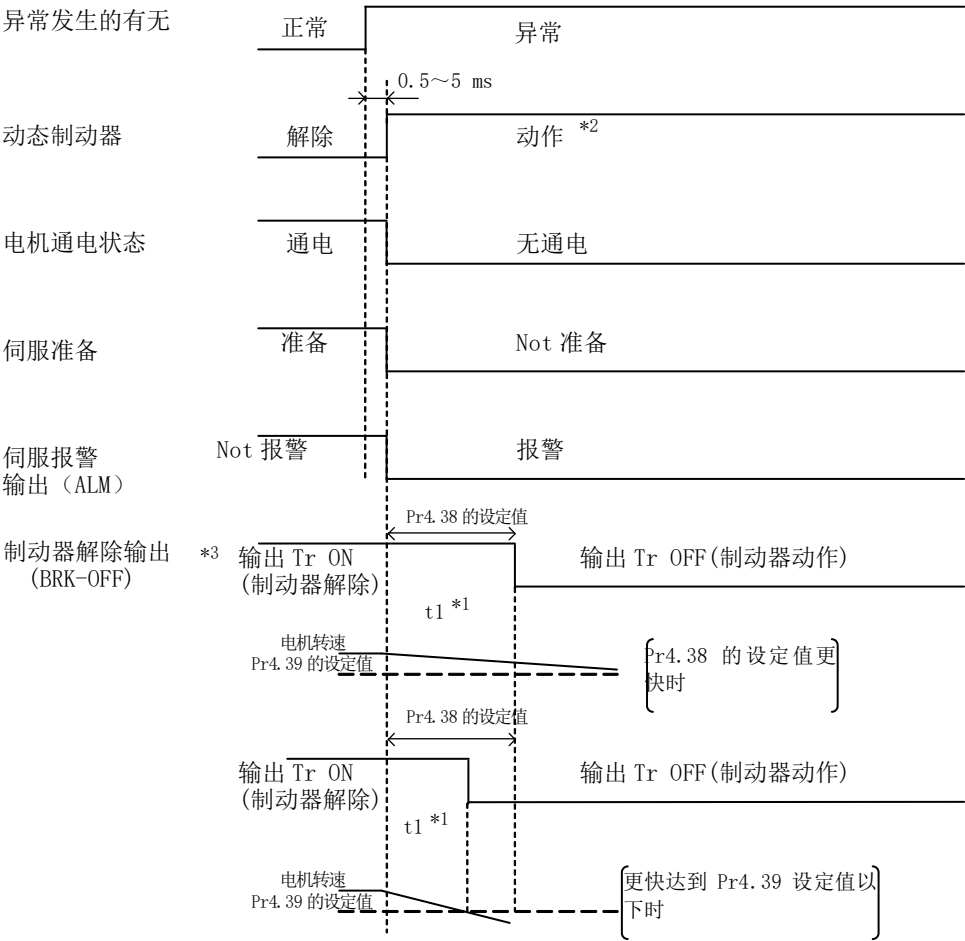 异常发生的有无
正常
异常
0.5～5 ms
动态制动器
解除
动作 *2
电机通电状态
通电
无通电
伺服准备
准备
Not 准备
伺服报警
输出（ALM）
Not 报警
报警
Pr4.38 的设定值
制动器解除输出 *3
(BRK-OFF)
输出 Tr ON
(制动器解除)
输出 Tr OFF(制动器动作)
t1 *1
电机转速
Pr4.39 的设定值
Pr4.38 的设定值更
快时
Pr4.38 的设定值
输出 Tr ON
(制动器解除)
输出 Tr OFF(制动器动作)
t1 *1
电机转速
Pr4.39 的设定值
更快达到 Pr4.39 设定值以
下时